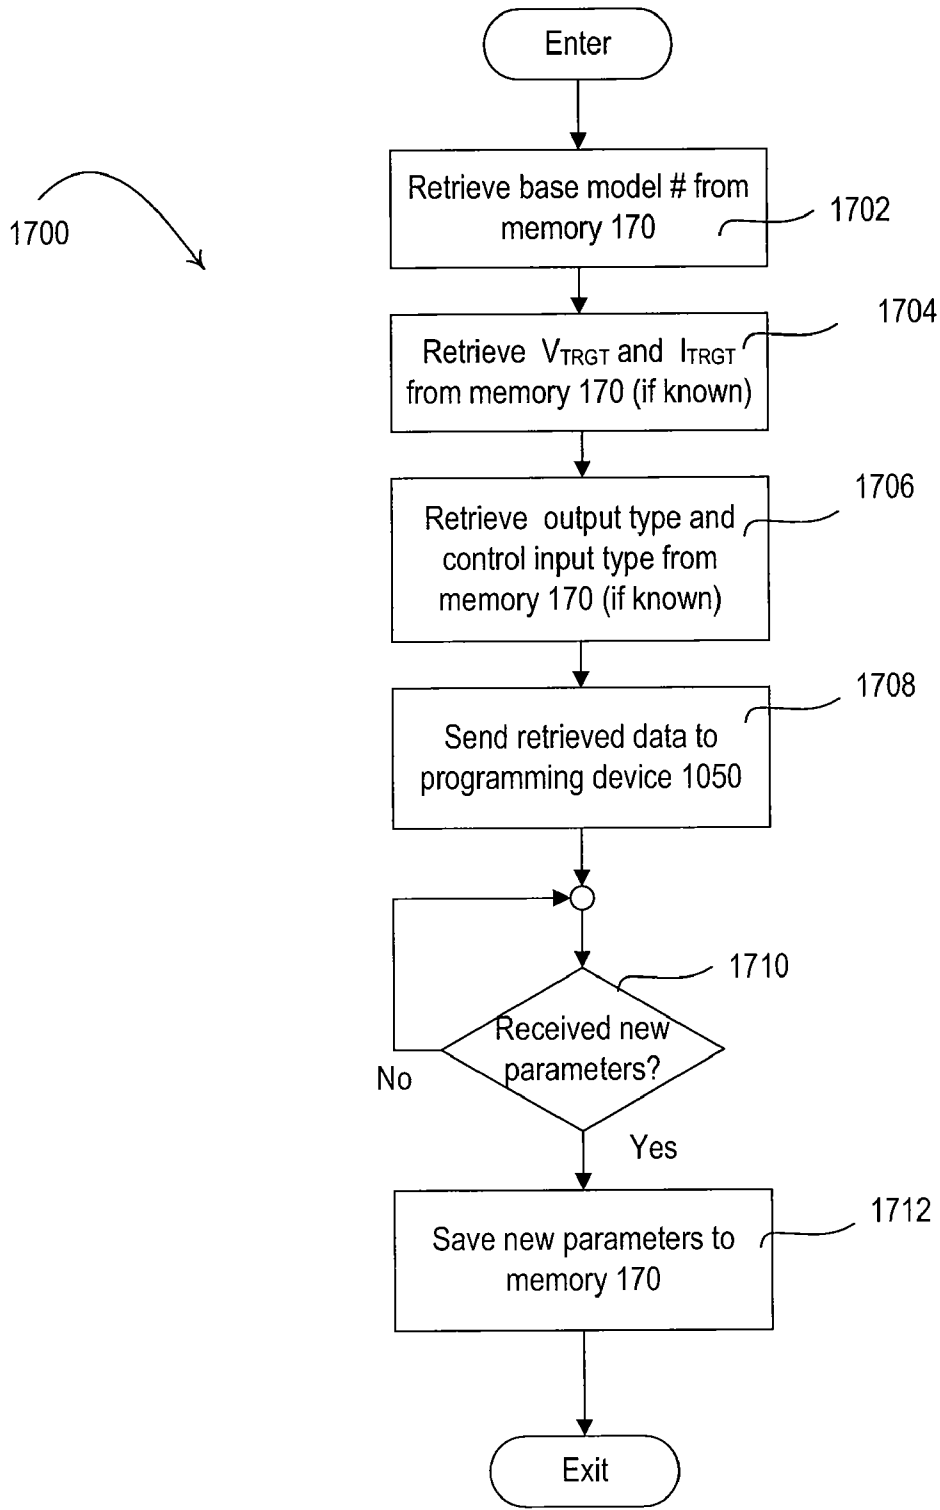 Enter
Retrieve base model # from
memory 170
1702
1700
1704
Retrieve VTRGT and ITRGT
from memory 170 (if known)
1706
Retrieve output type and
control input type from
memory 170 (if known)
1708
Send retrieved data to
programming device 1050
1710
Received new
parameters?
No
Yes
1712
Save new parameters to
memory 170
Exit